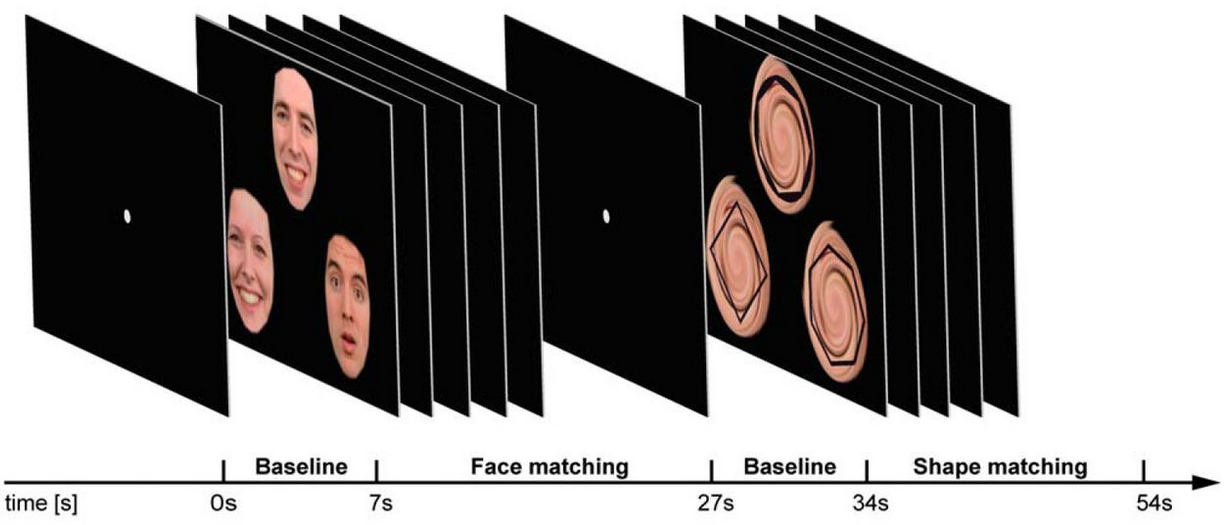 Baseline Face matching Baseline Shape matching
time [s] 0s 7s 27s 34s 54s